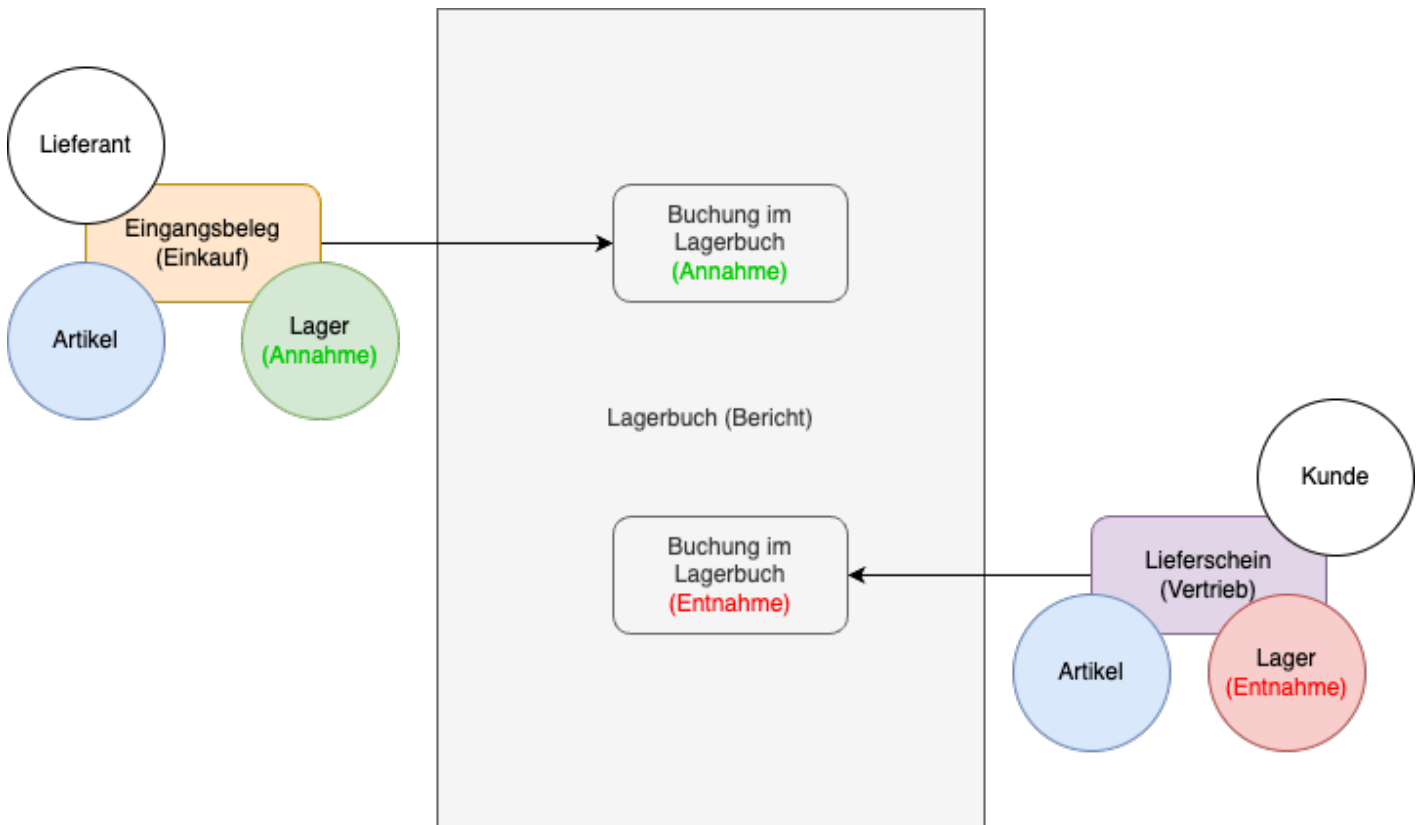 Lieferant
Eingangsbeleg
(Einkauf)
Artikel
Lager
(Annahme)
Buchung im
Lagerbuch
(Annahme)
Lagerbuch (Bericht)
Buchung im
Lagerbuch
(Entnahme)
Kunde
Lieferschein
(Vertrieb)
Artikel
Lager
(Entnahme)